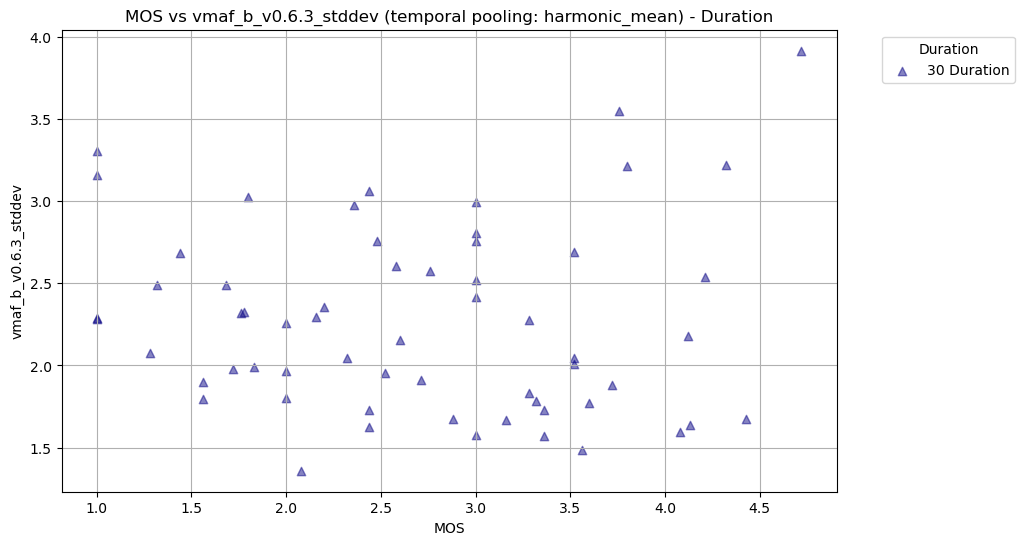 MOS vs vmaf_b_v0.6.3_stddev (temporal pooling: harmonic_mean) - Duration
Duration
30 Duration
vmaf_b_v0.6.3_stddev
4.0
3.5
3.0
2.5
2.0
1.5
1.0 1.5 2.0 2.5 3.0 3.5 4.0 4.5
MOS